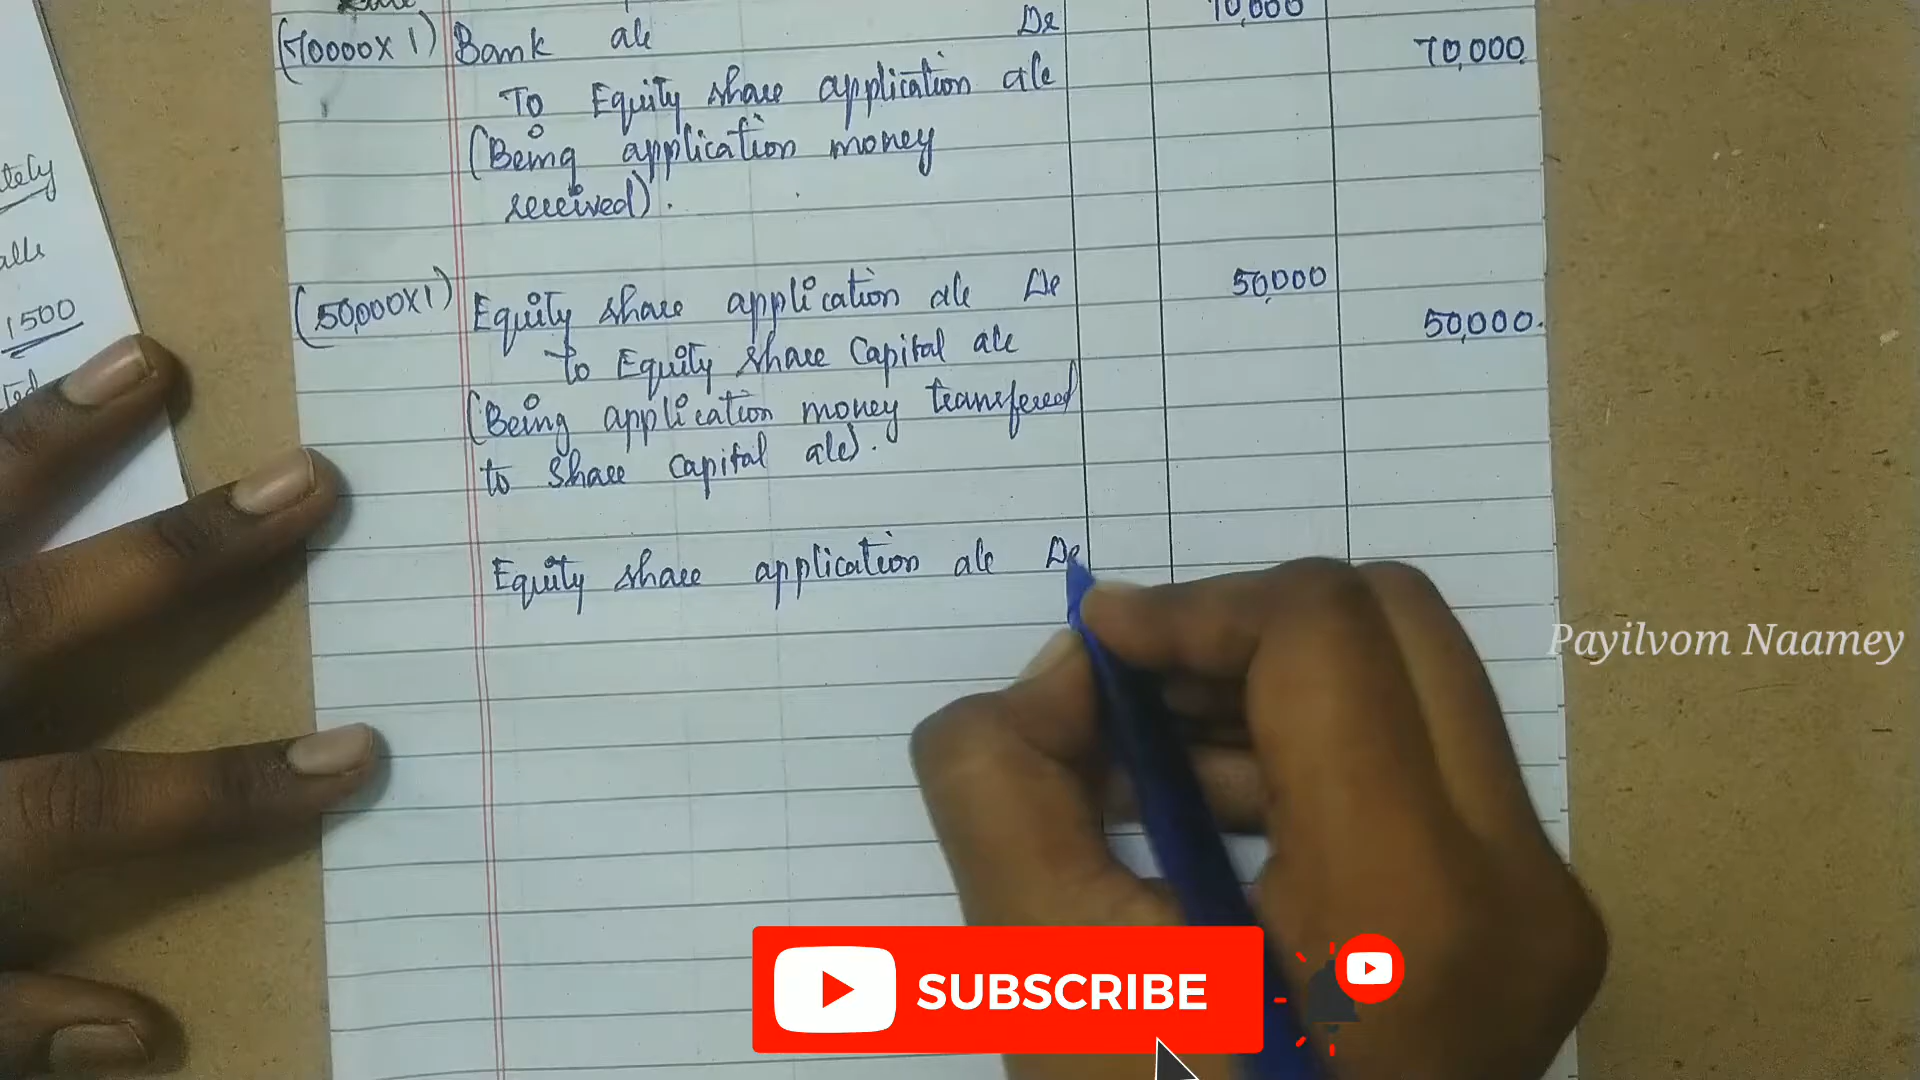 (70000 X 1) Bank a/c Dr 70,000
70,000
To Equity share application a/c
(Being application money
received).
(50,000X1) Equity share application a/c Dr 50,000
50,000.
to Equity share Capital a/c
(Being application money transfered
to share capital a/c).
Equity share application a/c Dr
1500
Payilvom Naamey
SUBSCRIBE